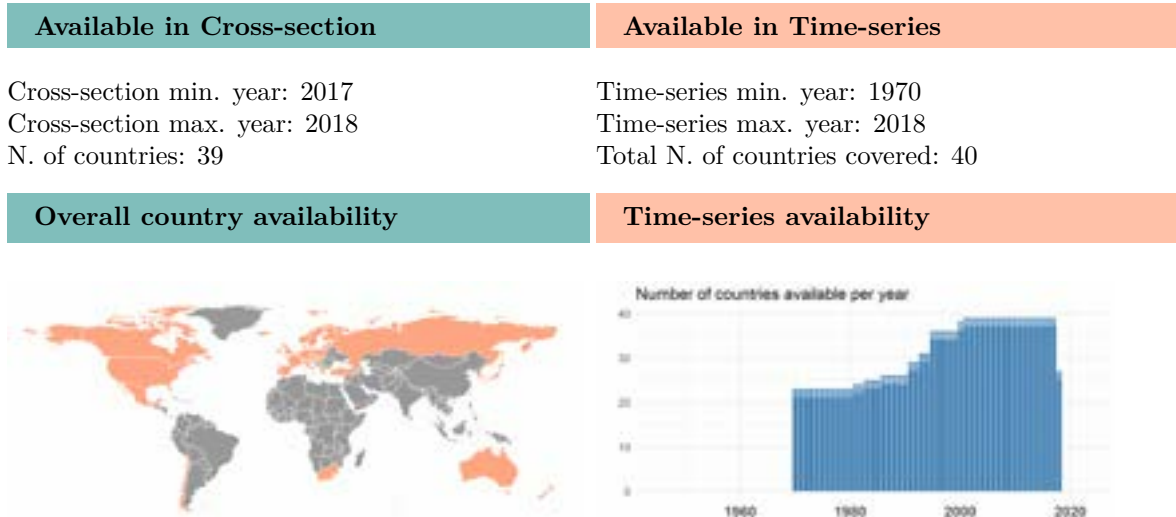 Available in Cross-section
Available in Time-series
Cross-section min. year: 2017
Cross-section max. year: 2018
N. of countries: 39
Time-series min. year: 1970
Time-series max. year: 2018
Total N. of countries covered: 40
Overall country availability
Time-series availability
Number of countries available per year
40
30
20
10
0
1960
1980
2000
2020